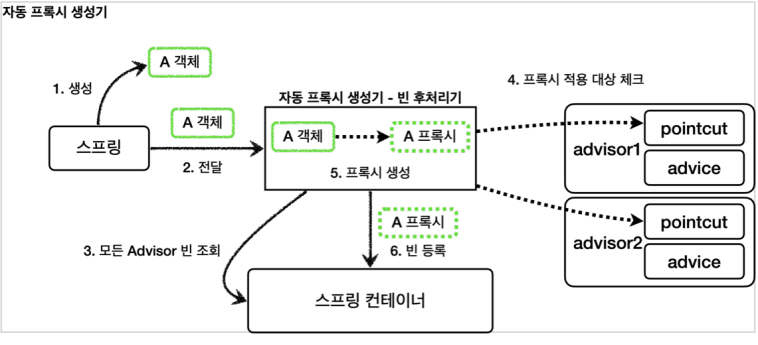 자동 프록시 생성기
A 객체
1. 생성
스프링
A 객체
2. 전달
자동 프록시 생성기 - 빈 후처리기
A 객체
A 프록시
5. 프록시 생성
3. 모든 Advisor 빈 조회
4. 프록시 적용 대상 체크
advisor1
pointcut
advice
advisor2
pointcut
advice
A 프록시
6. 빈 등록
스프링 컨테이너